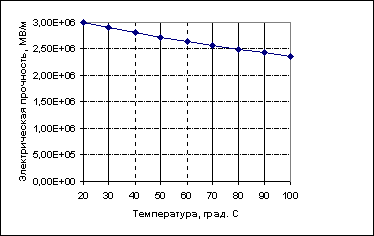 3,00E+06
2,50E+06
2,00E+06
1,50E+06
1,00E+06
5,00E+05
0,00E+00
Электрическая прочность, МВ/м
20 30 40 50 60 70 80 90 100
Температура, град. С